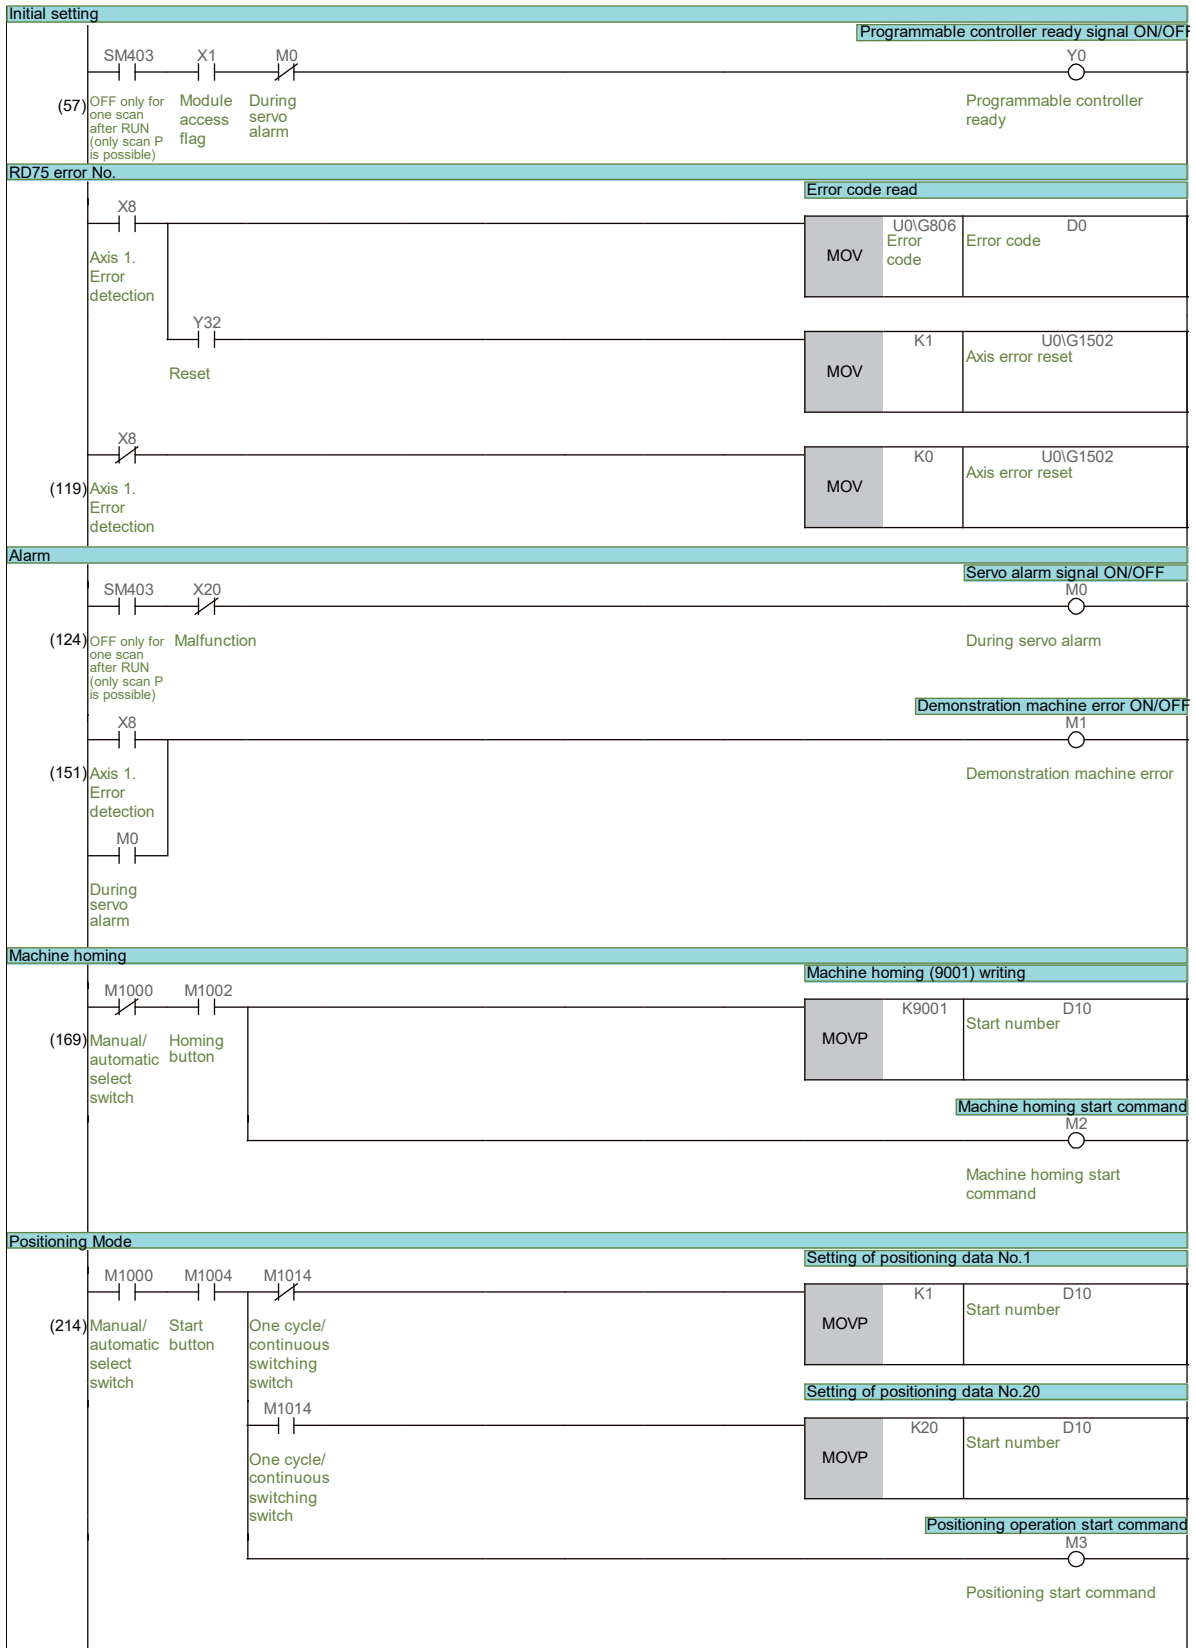 Initial setting
Programmable controller ready signal ON/OFF
SM403 X1 M0 Y0
(57)
OFF only for
one scan
after RUN
(only scan P
is possible)
Module
access
flag
During
servo
alarm
Programmable controller
ready
RD75 error No.
Error code read
X8
Axis 1.
Error
detection
MOV
U0\G806
Error
code
D0
Error code
Y32
Reset
MOV
K1
U0\G1502
Axis error reset
X8
(119)
Axis 1.
Error
detection
MOV
K0
U0\G1502
Axis error reset
Alarm
Servo alarm signal ON/OFF
SM403 X20 M0
(124)
OFF only for
one scan
after RUN
(only scan P
is possible)
Malfunction
During servo alarm
Demonstration machine error ON/OFF
X8 M1
(151)
Axis 1.
Error
detection
Demonstration machine error
M0
During
servo
alarm
Machine homing
Machine homing (9001) writing
M1000 M1002
(169)
Manual/
automatic
select
switch
Homing
button
MOVP
K9001
D10
Start number
Machine homing start command
M2
Machine homing start
command
Positioning Mode
Setting of positioning data No.1
M1000 M1004 M1014
(214)
Manual/
automatic
select
switch
Start
button
One cycle/
continuous
switching
switch
MOVP
K1
D10
Start number
Setting of positioning data No.20
M1014
One cycle/
continuous
switching
switch
MOVP
K20
D10
Start number
Positioning operation start command
M3
Positioning start command